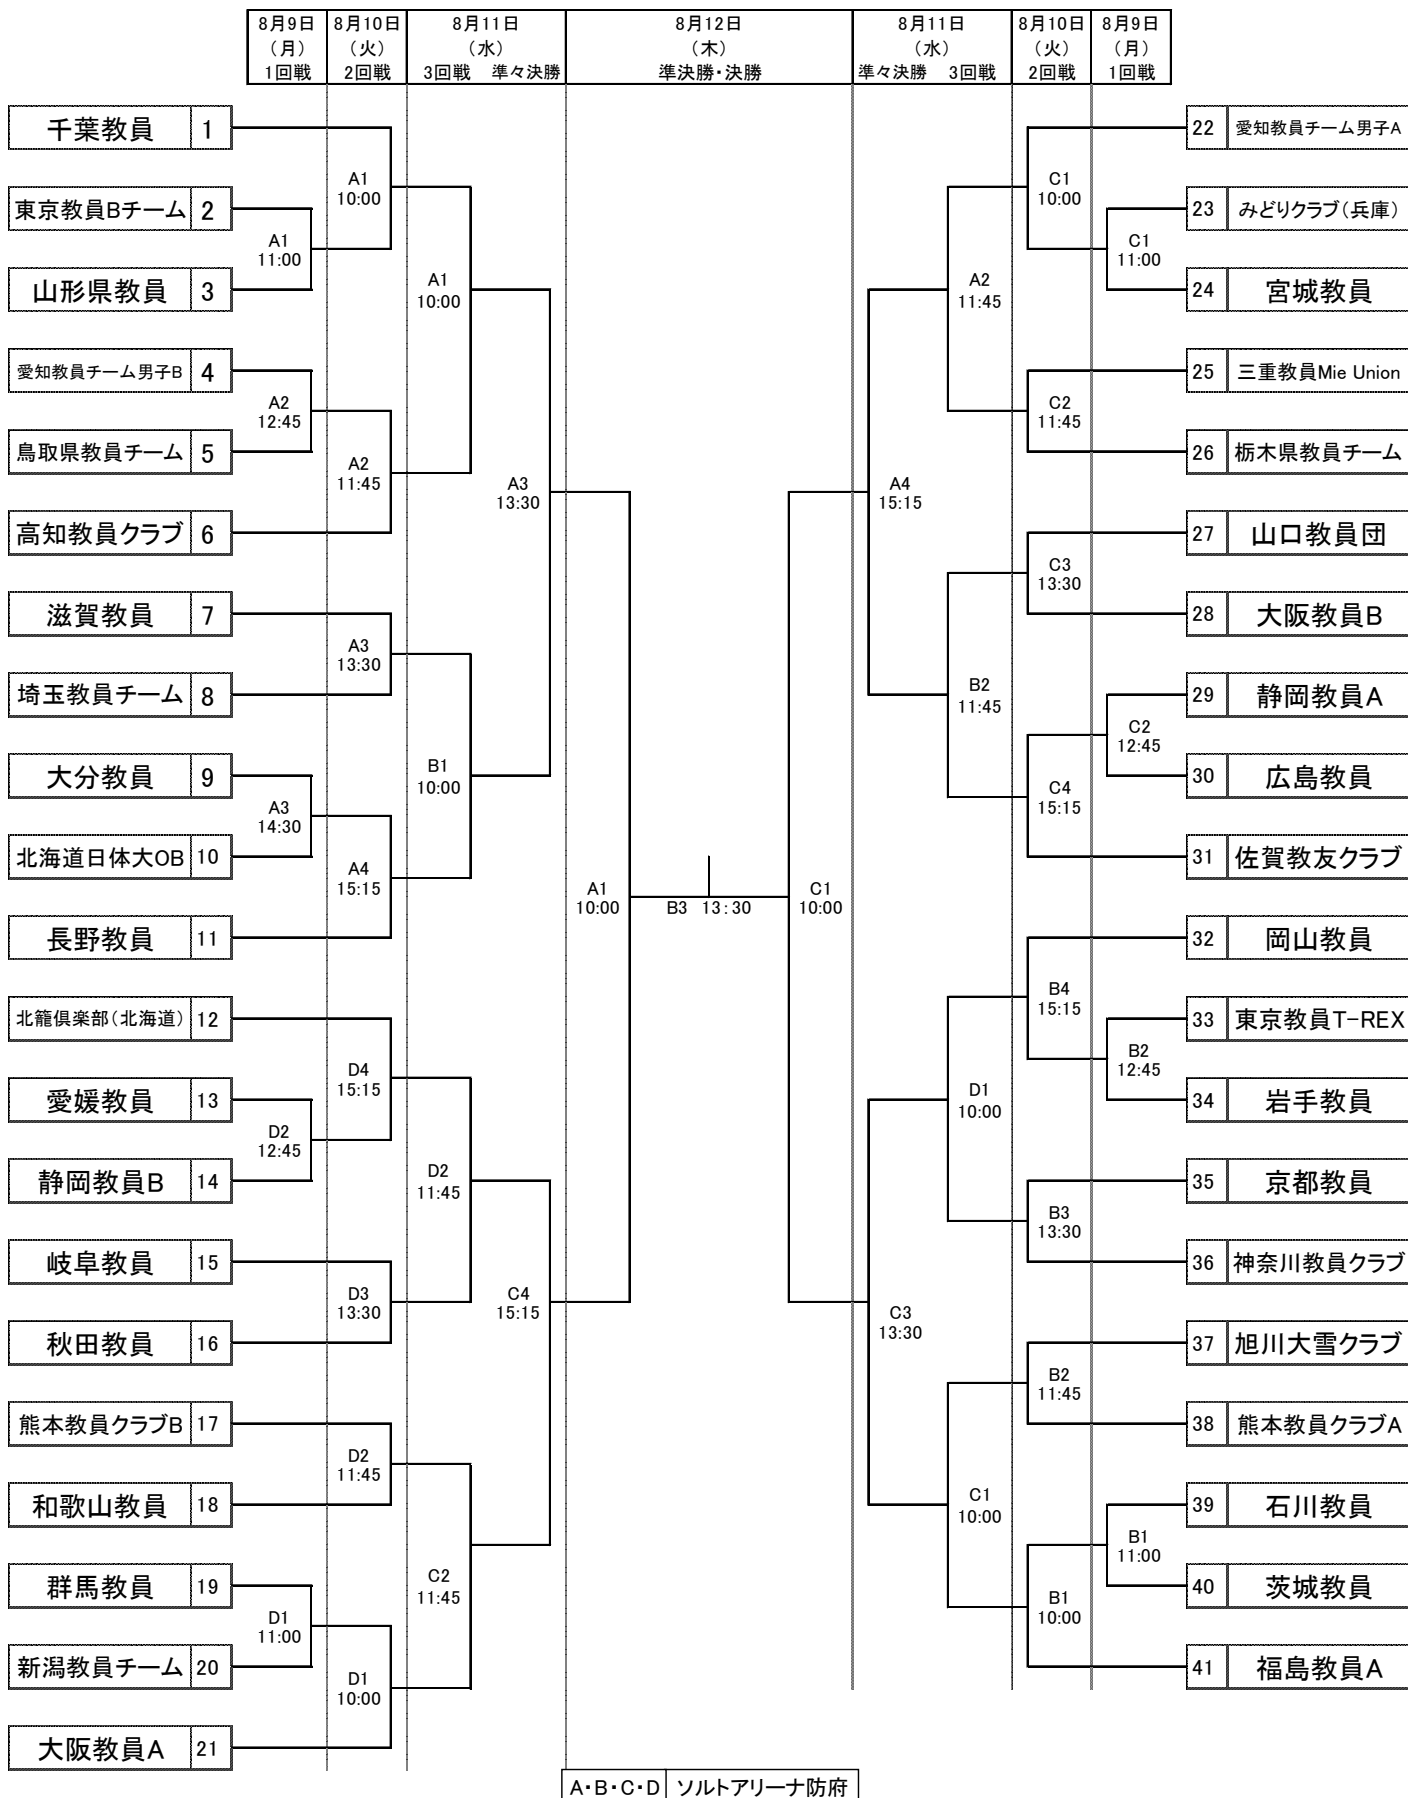 8月9日 8月10日 8月11日 8月12日 8月11日 8月10日 8月9日
（月） （火） （水） （木） （水） （火） （月）
1回戦 2回戦 3回戦 準々決勝 準決勝・決勝 準々決勝 3回戦 2回戦 1回戦
千葉教員 1
東京教員Bチーム 2
山形県教員 3
愛知教員チーム男子B 4
鳥取県教員チーム 5
高知教員クラブ 6
滋賀教員 7
埼玉教員チーム 8
大分教員 9
北海道日体大OB 10
長野教員 11
北籠倶楽部（北海道） 12
愛媛教員 13
静岡教員B 14
岐阜教員 15
秋田教員 16
熊本教員クラブB 17
和歌山教員 18
群馬教員 19
新潟教員チーム 20
大阪教員A 21
A1
11:00
A2
12:45
A3
14:30
D2
12:45
D1
11:00
A1
10:00
A2
11:45
A3
13:30
A4
15:15
D4
15:15
D3
13:30
D2
11:45
D1
10:00
A1
10:00
B1
10:00
D2
11:45
C2
11:45
A3
13:30
C4
15:15
A1
10:00
B3 13:30
C1
10:00
A4
15:15
C3
13:30
A2
11:45
B2
11:45
D1
10:00
C1
10:00
C1
10:00
C2
11:45
C3
13:30
C4
15:15
B4
15:15
B3
13:30
B2
11:45
B1
10:00
C1
11:00
C2
12:45
B2
12:45
B1
11:00
22 愛知教員チーム男子A
23 みどりクラブ（兵庫）
24 宮城教員
25 三重教員Mie Union
26 栃木県教員チーム
27 山口教員団
28 大阪教員B
29 静岡教員A
30 広島教員
31 佐賀教友クラブ
32 岡山教員
33 東京教員T-REX
34 岩手教員
35 京都教員
36 神奈川教員クラブ
37 旭川大雪クラブ
38 熊本教員クラブA
39 石川教員
40 茨城教員
41 福島教員A
A・B・C・D ソルトアリーナ防府